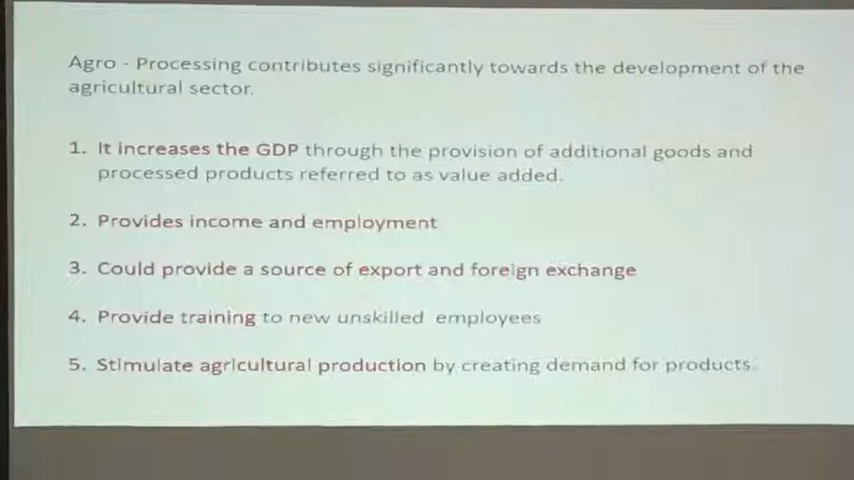 Agro - Processing contributes significantly towards the development of the
agricultural sector.
1. It increases the GDP through the provision of additional goods and
processed products referred to as value added.
2. Provides income and employment
3. Could provide a source of export and foreign exchange
4. Provide training to new unskilled employees
5. Stimulate agricultural production by creating demand for products.